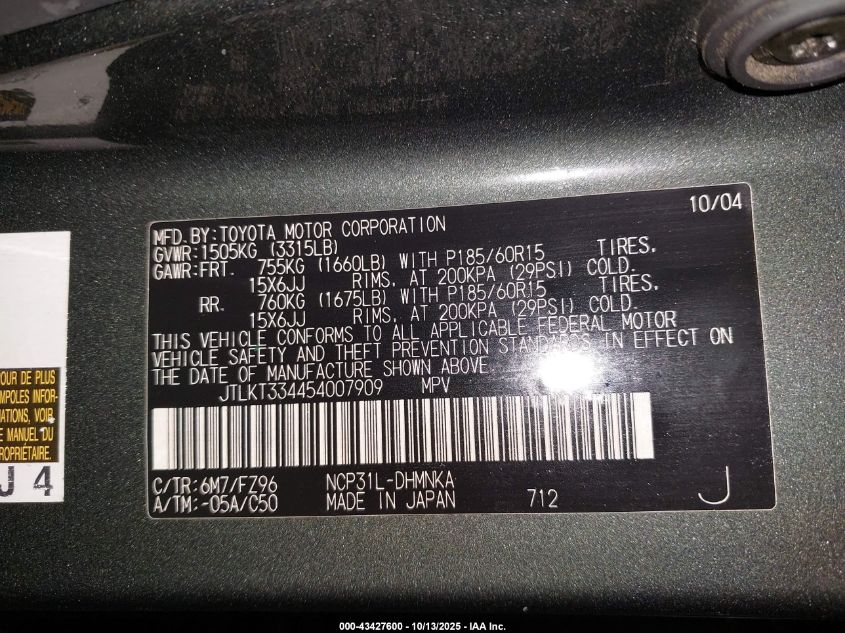 10/04
MFD. BY: TOYOTA MOTOR CORPORATION
GVWR: 1505KG (3315LB)
GAWR: FRT. 755KG (1660LB) WITH P185/60R15 TIRES.
15X6JJ RIMS. AT 200KPA (29PSI) COLD.
RR. 760KG (1675LB) WITH P185/60R15 TIRES.
15X6JJ RIMS. AT 200KPA (29PSI) COLD.
THIS VEHICLE CONFORMS TO ALL APPLICABLE FEDERAL MOTOR
VEHICLE SAFETY AND THEFT PREVENTION STANDARDS IN EFFECT ON
THE DATE OF MANUFACTURE SHOWN ABOVE.
JTLKT334454007909 MPV
C/TR: 6M7/FZ96 NCP31L-DHMNKA
A/TM: -05A/C50 MADE IN JAPAN 712 J
OUR DE PLUS
MPOLES INFOR-
ATIONS, VOIR
E MANUEL DU
PROPRIÉTAIRE.
J 4
000-43427600 - 10/13/2025 - IAA Inc.